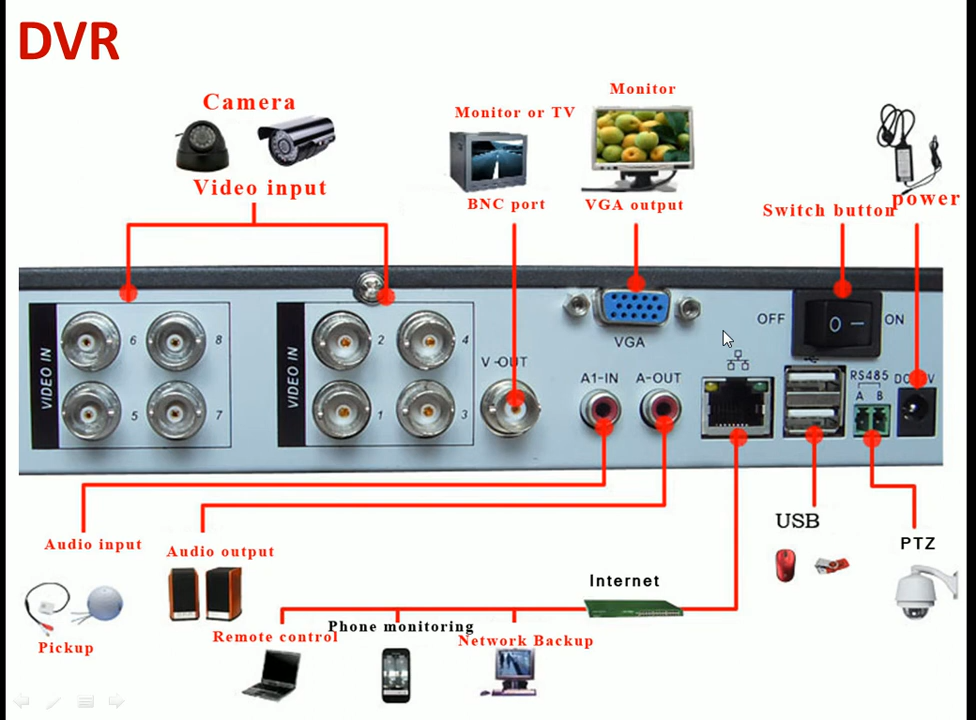 DVR
Camera
Video input
Monitor or TV
BNC port
Monitor
VGA output
Switch button
power
VIDEO IN
6
8
5
7
VIDEO IN
2
4
1
3
V-OUT
VGA
A1-IN
A-OUT
OFF
ON
RS485
A B
Audio input
Pickup
Audio output
Internet
Remote control
Phone monitoring
Network Backup
USB
PTZ